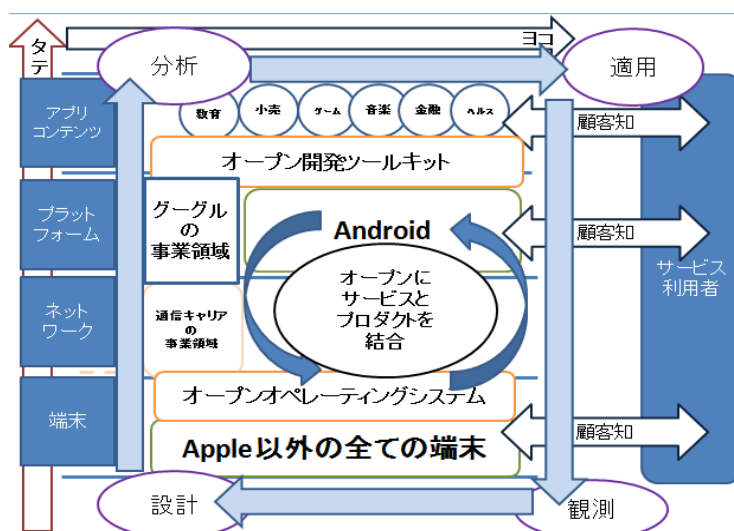 タテ
ヨコ
分析
適用
アプリ
コンテンツ
教育
小売
ゲーム
音楽
金融
ヘルス
顧客知
オープン開発ツールキット
プラット
フォーム
グーグル
の
事業領域
Android
顧客知
サービス
利用者
オープンに
サービスと
プロダクトを
結合
ネット
ワーク
通信キャリア
の
事業領域
端末
オープンオペレーティングシステム
顧客知
Apple以外の全ての端末
設計
観測